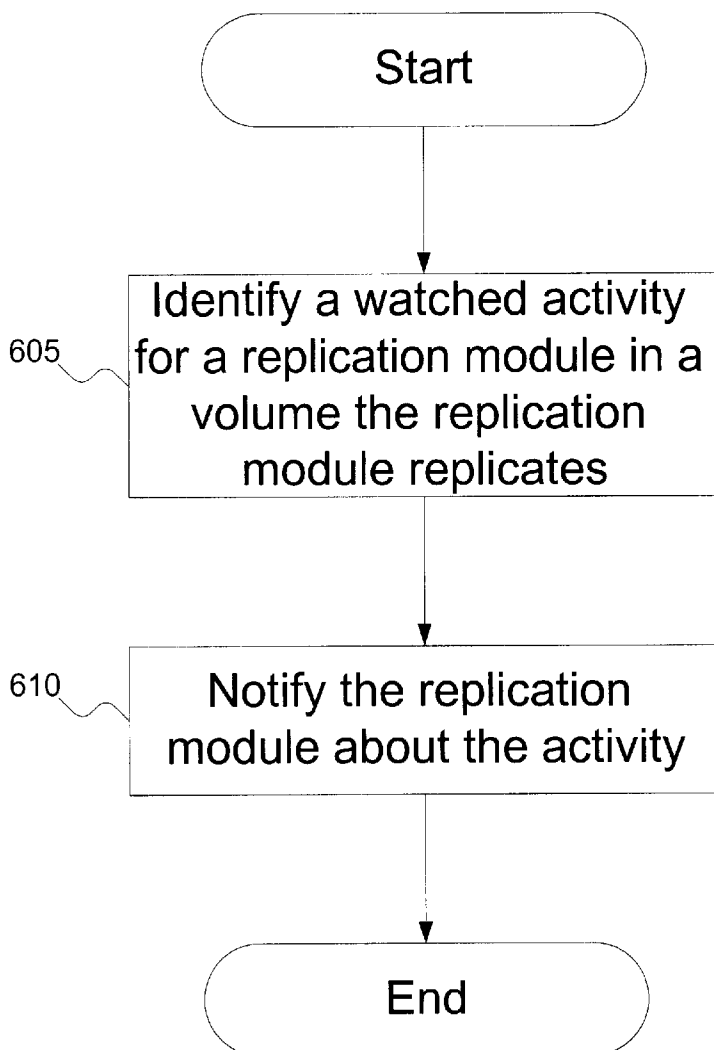 Start
605
Identify a watched activity
for a replication module in a
volume the replication
module replicates
610
Notify the replication
module about the activity
End